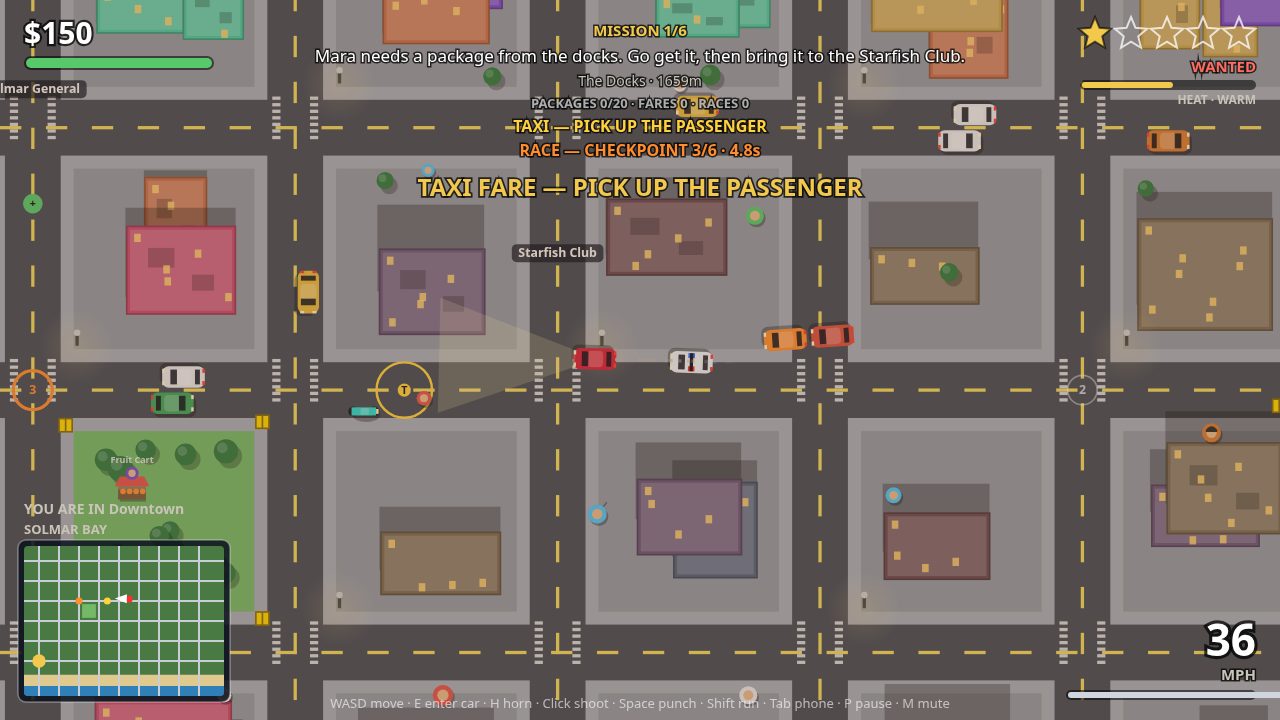 $150
MISSION 1/6
Mara needs a package from the docks. Go get it, then bring it to the Starfish Club.
The Docks · 1659m
PACKAGES 0/20 · FARES 0 · RACES 0
TAXI — PICK UP THE PASSENGER
RACE — CHECKPOINT 3/6 · 4.8s
TAXI FARE — PICK UP THE PASSENGER
WANTED
HEAT · WARM
lmar General
Starfish Club
3
T
2
Fruit Cart
YOU ARE IN Downtown
SOLMAR BAY
36
MPH
WASD move · E enter car · H horn · Click shoot · Space punch · Shift run · Tab phone · P pause · M mute